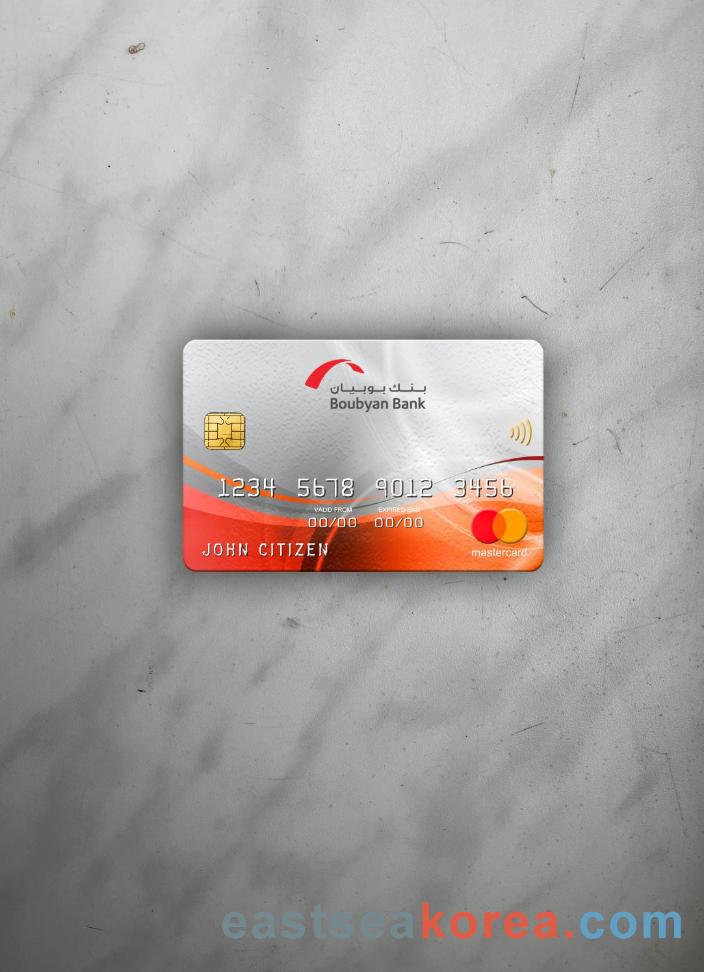 بنك بوبيان
Boubyan Bank
1234 5678 9012 3456
VALID FROM EXPIRES END
00/00 00/00
JOHN CITIZEN
mastercard.
eastseakorea.com